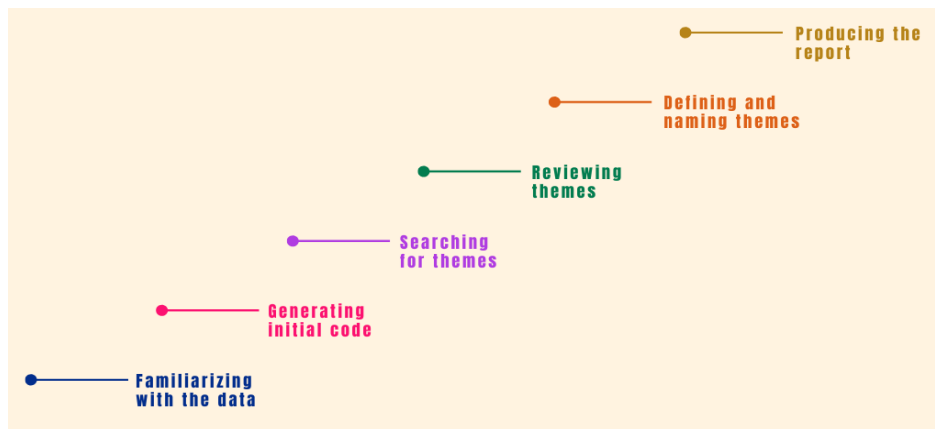 Producing the
report
Defining and
naming themes
Reviewing
themes
Searching
for themes
Generating
initial code
Familiarizing
with the data